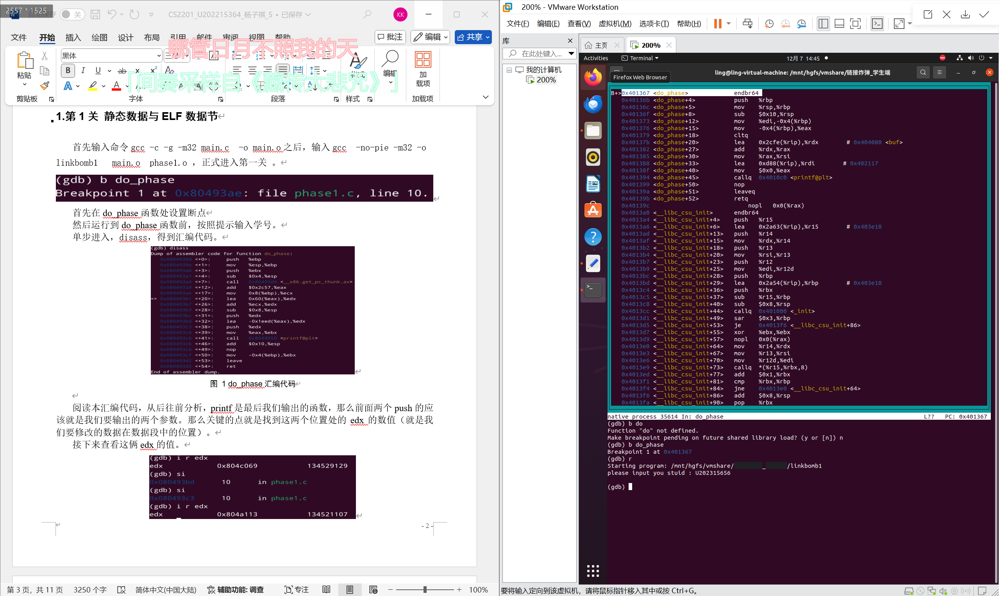 2557 * 1525
自动保存 关
CS2201_U202215364_杨子祺_5 • 已保存
KK
文件 开始 插入 绘图 设计 布局 引用 邮件 审阅 视图 帮助
批注 编辑 共享
哪管日月不照我的天
「间奏采样自《藏传大悲咒》」
粘贴
黑体
三号
B I U ab x x² A
样式
编辑
加载项
剪贴板 字体 段落 样式 加载项
1.第 1 关 静态数据与 ELF 数据节
首先输入命令 gcc -c -g -m32 main.c -o main.o 之后，输入 gcc -no-pie -m32 -o
linkbomb1 main.o phase1.o ，正式进入第一关 。
(gdb) b do_phase
Breakpoint 1 at 0x80493ae: file phase1.c, line 10.
首先在 do_phase 函数处设置断点
然后运行到 do_phase 函数前，按照提示输入学号。
单步进入，disass，得到汇编代码。
(gdb) disass
Dump of assembler code for function do_phase:
0x0804939d <+0>: push %ebp
0x0804939e <+1>: mov %esp,%ebp
0x080493a0 <+3>: push %ebx
0x080493a1 <+4>: sub $0x4,%esp
0x080493a4 <+7>: call 0x80493d4 <__x86.get_pc_thunk.ax>
0x080493a9 <+12>: add $0x2c57,%eax
0x080493ae <+17>: mov 0x8(%ebp),%ecx
=> 0x080493b1 <+20>: lea 0x60(%eax),%edx
0x080493b7 <+26>: add %ecx,%edx
0x080493b9 <+28>: sub $0x8,%esp
0x080493bc <+31>: push %edx
0x080493bd <+32>: lea -0x1eed(%eax),%edx
0x080493c3 <+38>: push %edx
0x080493c4 <+39>: mov %eax,%ebx
0x080493c6 <+41>: call 0x8049050 <printf@plt>
0x080493cb <+46>: add $0x10,%esp
0x080493ce <+49>: nop
0x080493cf <+50>: mov -0x4(%ebp),%ebx
0x080493d2 <+53>: leave
0x080493d3 <+54>: ret
End of assembler dump.
图 1 do_phase 汇编代码
阅读本汇编代码，从后往前分析，printf 是最后我们输出的函数，那么前面两个 push 的应
该就是我们要输出的两个参数。那么关键的点就是找到这两个位置处的 edx 的数值（就是我
们要修改的数据在数据段中的位置）。
接下来查看这俩 edx 的值。
(gdb) i r edx
edx 0x804c069 134529129
(gdb) si
0x080493bd 10 in phase1.c
(gdb) si
0x080493c3 10 in phase1.c
(gdb) i r edx
edx 0x804a113 134521107
- 2 -
第 3 页，共 11 页 3250 个字 简体中文(中国大陆) 辅助功能: 调查 专注 100%
200% - VMware Workstation
文件(F) 编辑(E) 查看(V) 虚拟机(M) 选项卡(T) 帮助(H)
库
在此处键入...
我的计算机
200%
主页 200%
Activities Terminal 12月 7 14:45
Firefox Web Browser
ling@ling-virtual-machine: /mnt/hgfs/vmshare/链接炸弹_学生端
B+>0x401367 <do_phase> endbr64
0x40136b <do_phase+4> push %rbp
0x40136c <do_phase+5> mov %rsp,%rbp
0x40136f <do_phase+8> sub $0x10,%rsp
0x401373 <do_phase+12> mov %edi,-0x4(%rbp)
0x401376 <do_phase+15> mov -0x4(%rbp),%eax
0x401379 <do_phase+18> cltq
0x40137b <do_phase+20> lea 0x2cfe(%rip),%rdx # 0x404080 <buf>
0x401382 <do_phase+27> add %rdx,%rax
0x401385 <do_phase+30> mov %rax,%rsi
0x401388 <do_phase+33> lea 0xd88(%rip),%rdi # 0x402117
0x40138f <do_phase+40> mov $0x0,%eax
0x401394 <do_phase+45> callq 0x4010c0 <printf@plt>
0x401399 <do_phase+50> nop
0x40139a <do_phase+51> leaveq
0x40139b <do_phase+52> retq
0x40139c nopl 0x0(%rax)
0x4013a0 <__libc_csu_init> endbr64
0x4013a4 <__libc_csu_init+4> push %r15
0x4013a6 <__libc_csu_init+6> lea 0x2a63(%rip),%r15 # 0x403e10
0x4013ad <__libc_csu_init+13> push %r14
0x4013af <__libc_csu_init+15> mov %rdx,%r14
0x4013b2 <__libc_csu_init+18> push %r13
0x4013b4 <__libc_csu_init+20> mov %rsi,%r13
0x4013b7 <__libc_csu_init+23> push %r12
0x4013b9 <__libc_csu_init+25> mov %edi,%r12d
0x4013bc <__libc_csu_init+28> push %rbp
0x4013bd <__libc_csu_init+29> lea 0x2a54(%rip),%rbp # 0x403e18
0x4013c4 <__libc_csu_init+36> push %rbx
0x4013c5 <__libc_csu_init+37> sub %r15,%rbp
0x4013c8 <__libc_csu_init+40> sub $0x8,%rsp
0x4013cc <__libc_csu_init+44> callq 0x401000 <_init>
0x4013d1 <__libc_csu_init+49> sar $0x3,%rbp
0x4013d5 <__libc_csu_init+53> je 0x4013f6 <__libc_csu_init+86>
0x4013d7 <__libc_csu_init+55> xor %ebx,%ebx
0x4013d9 <__libc_csu_init+57> nopl 0x0(%rax)
0x4013e0 <__libc_csu_init+64> mov %r14,%rdx
0x4013e3 <__libc_csu_init+67> mov %r13,%rsi
0x4013e6 <__libc_csu_init+70> mov %r12d,%edi
0x4013e9 <__libc_csu_init+73> callq *(%r15,%rbx,8)
0x4013ed <__libc_csu_init+77> add $0x1,%rbx
0x4013f1 <__libc_csu_init+81> cmp %rbx,%rbp
0x4013f4 <__libc_csu_init+84> jne 0x4013e0 <__libc_csu_init+64>
0x4013f6 <__libc_csu_init+86> add $0x8,%rsp
0x4013fa <__libc_csu_init+90> pop %rbx
native process 35614 In: do_phase L?? PC: 0x401367
(gdb) b do
Function "do" not defined.
Make breakpoint pending on future shared library load? (y or [n]) n
(gdb) b do_phase
Breakpoint 1 at 0x401367
(gdb) r
Starting program: /mnt/hgfs/vmshare/ _ /linkbomb1
please input you stuid : U202315656
(gdb)
要将输入定向到该虚拟机，请将鼠标指针移入其中或按 Ctrl+G。